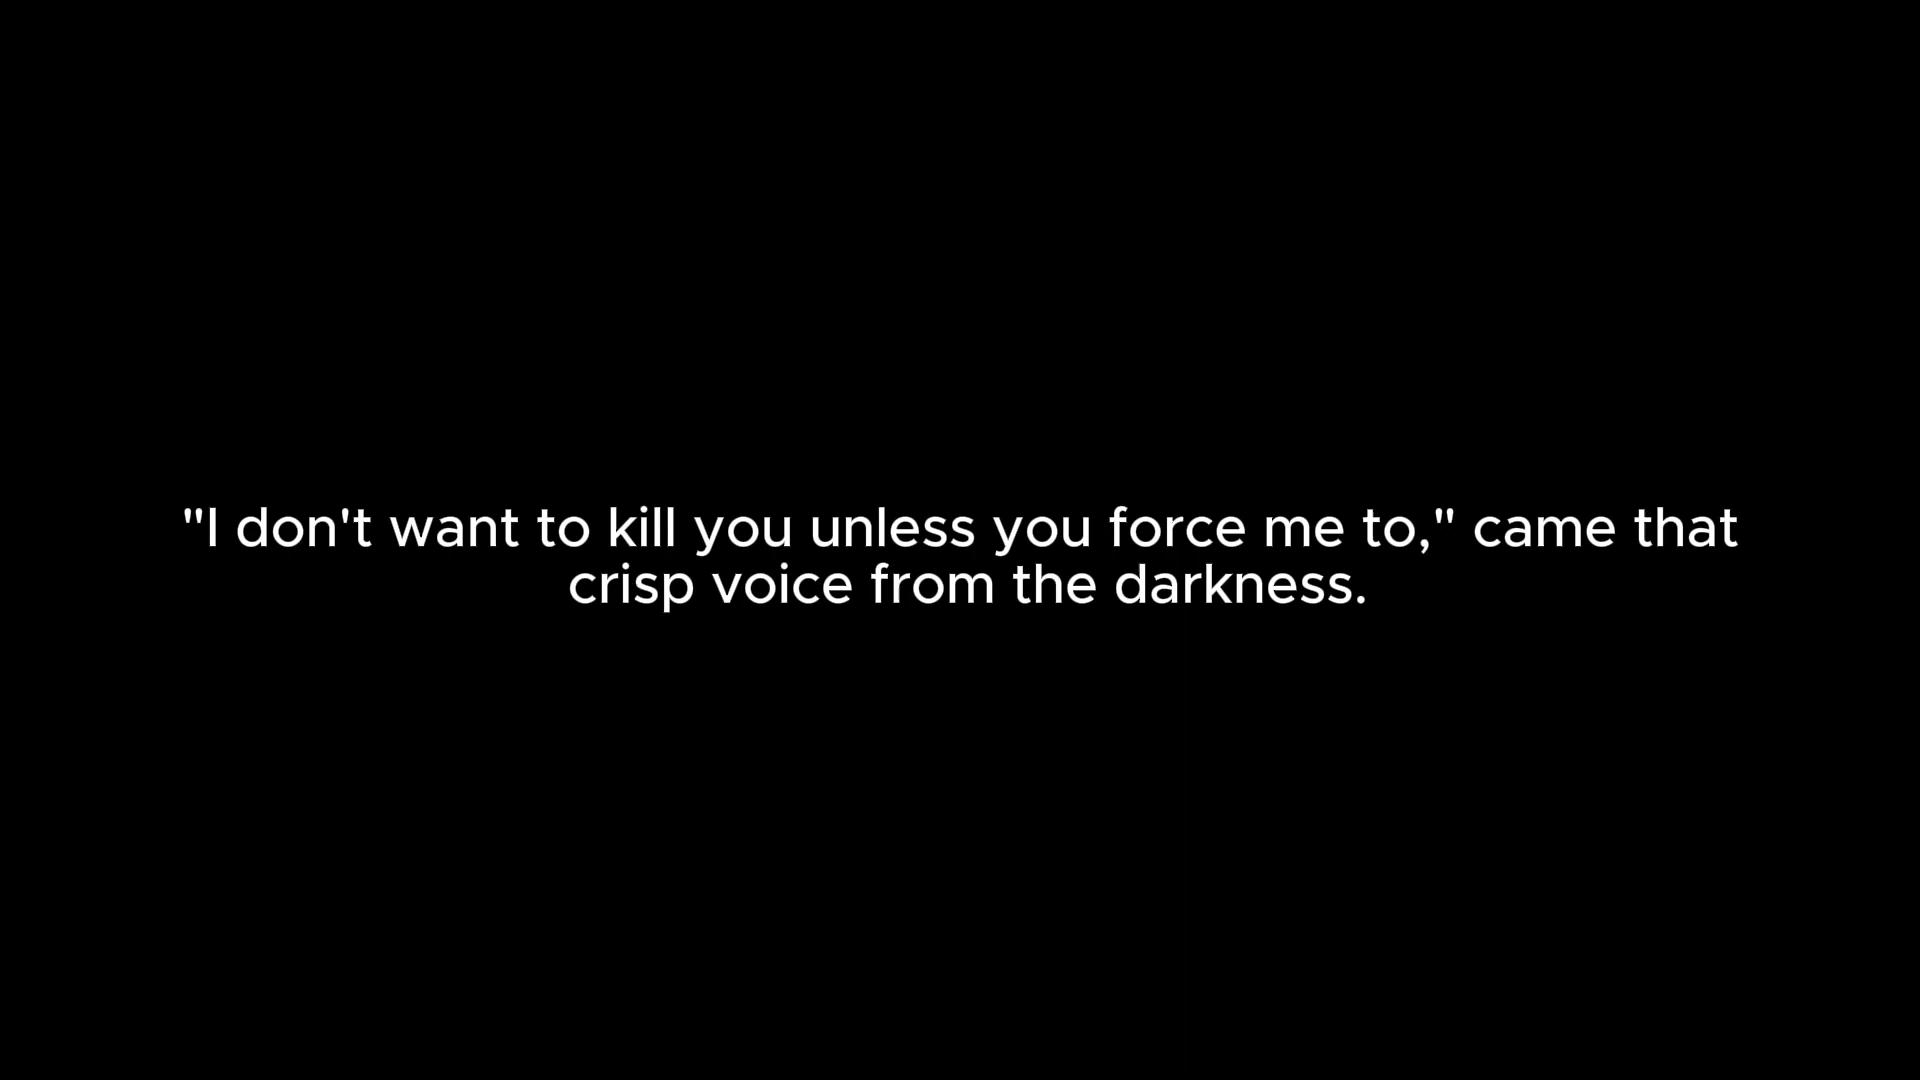 "I don't want to kill you unless you force me to," came that
crisp voice from the darkness.